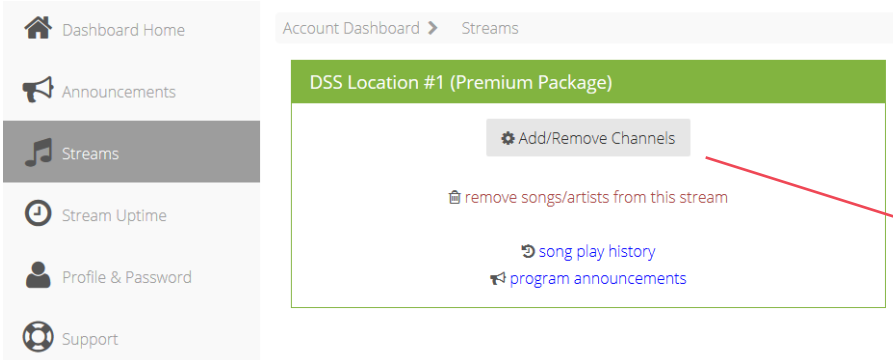 Dashboard Home
Announcements
Streams
Stream Uptime
Profile & Password
Support
Account Dashboard Streams
DSS Location #1 (Premium Package)
Add/Remove Channels
remove songs/artists from this stream
song play history
program announcements